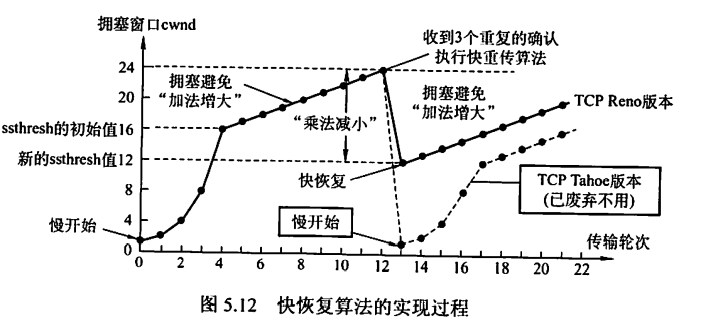 拥塞窗口cwnd
收到3个重复的确认
执行快重传算法
24
拥塞避免
“加法增大”
拥塞避免
“加法增大”
20
TCP Reno版本
ssthresh的初始值16
“乘法减小”
新的ssthresh值12
快恢复
TCP Tahoe版本
(已废弃不用)
8
慢开始
慢开始
4
0
传输轮次
0 2 4 6 8 10 12 14 16 18 20 22
图 5.12 快恢复算法的实现过程